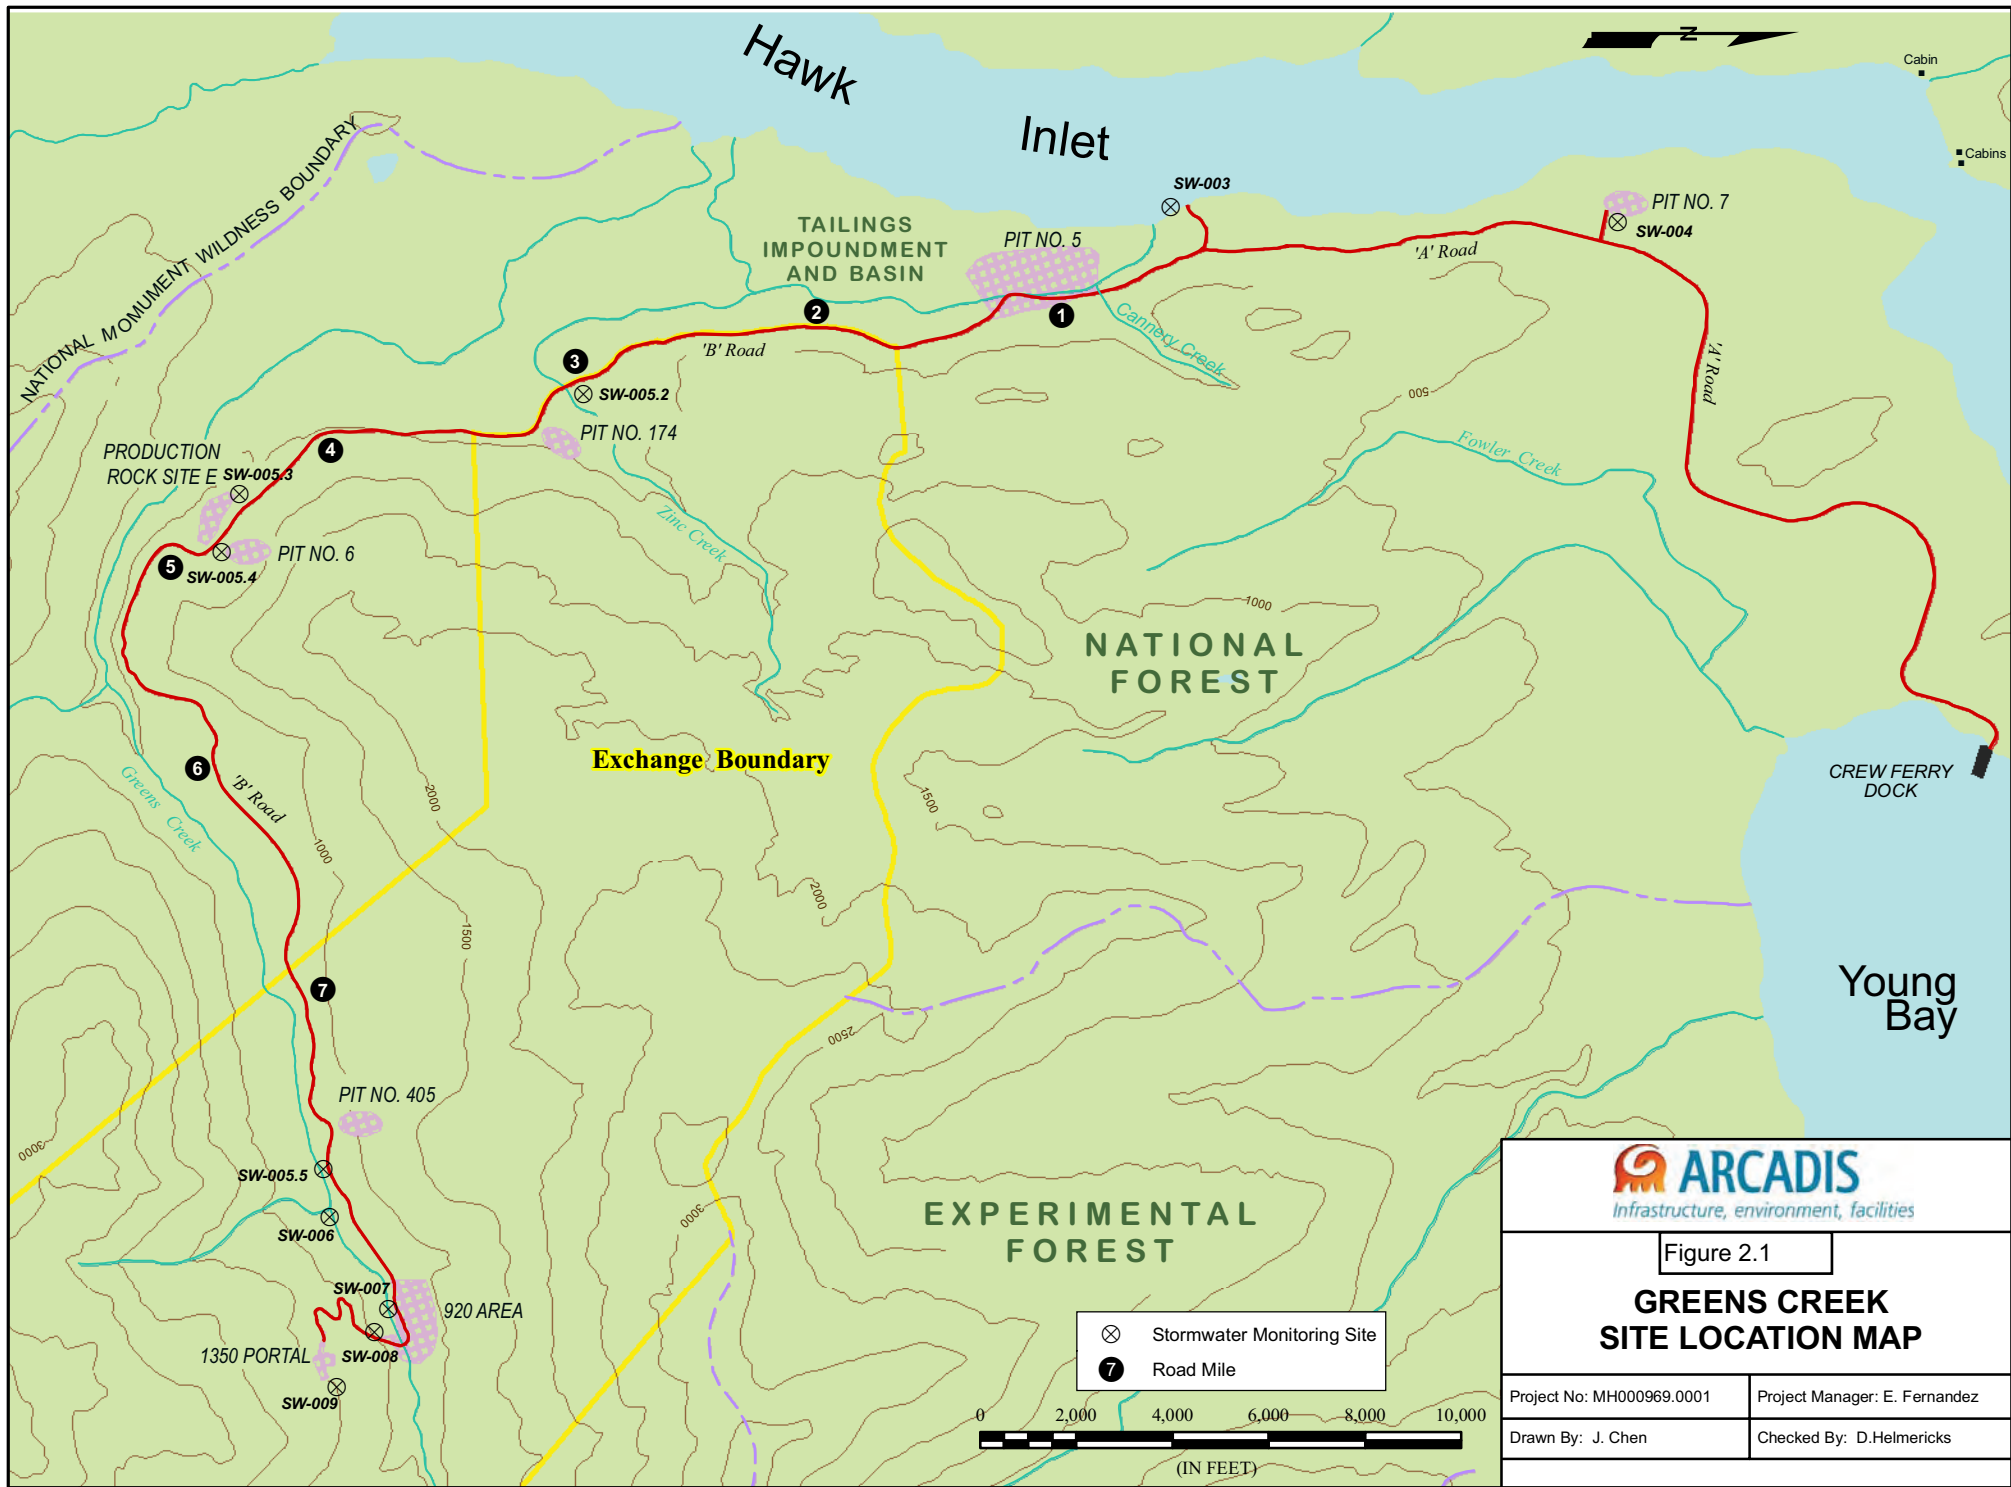 Hawk
Inlet
N
Cabin
Cabins
NATIONAL MOMUMENT WILDNESS BOUNDARY
SW-003
PIT NO. 7
SW-004
TAILINGS
IMPOUNDMENT
AND BASIN
PIT NO. 5
'A' Road
1
2
Cannery Creek
'B' Road
3
SW-005.2
'A' Road
500
PIT NO. 174
4
Fowler Creek
PRODUCTION
ROCK SITE E
SW-005.3
Zinc Creek
PIT NO. 6
5
SW-005.4
1000
NATIONAL
FOREST
Exchange Boundary
6
'B' Road
Greens Creek
2000
1500
1000
CREW FERRY
DOCK
2000
1500
7
Young
Bay
2500
PIT NO. 405
3000
SW-005.5
SW-006
3000
EXPERIMENTAL
FOREST
SW-007
920 AREA
1350 PORTAL
SW-008
SW-009
Stormwater Monitoring Site
7 Road Mile
0 2,000 4,000 6,000 8,000 10,000
(IN FEET)
ARCADIS
Infrastructure, environment, facilities
Figure 2.1
GREENS CREEK
SITE LOCATION MAP
Project No: MH000969.0001
Project Manager: E. Fernandez
Drawn By: J. Chen
Checked By: D.Helmericks